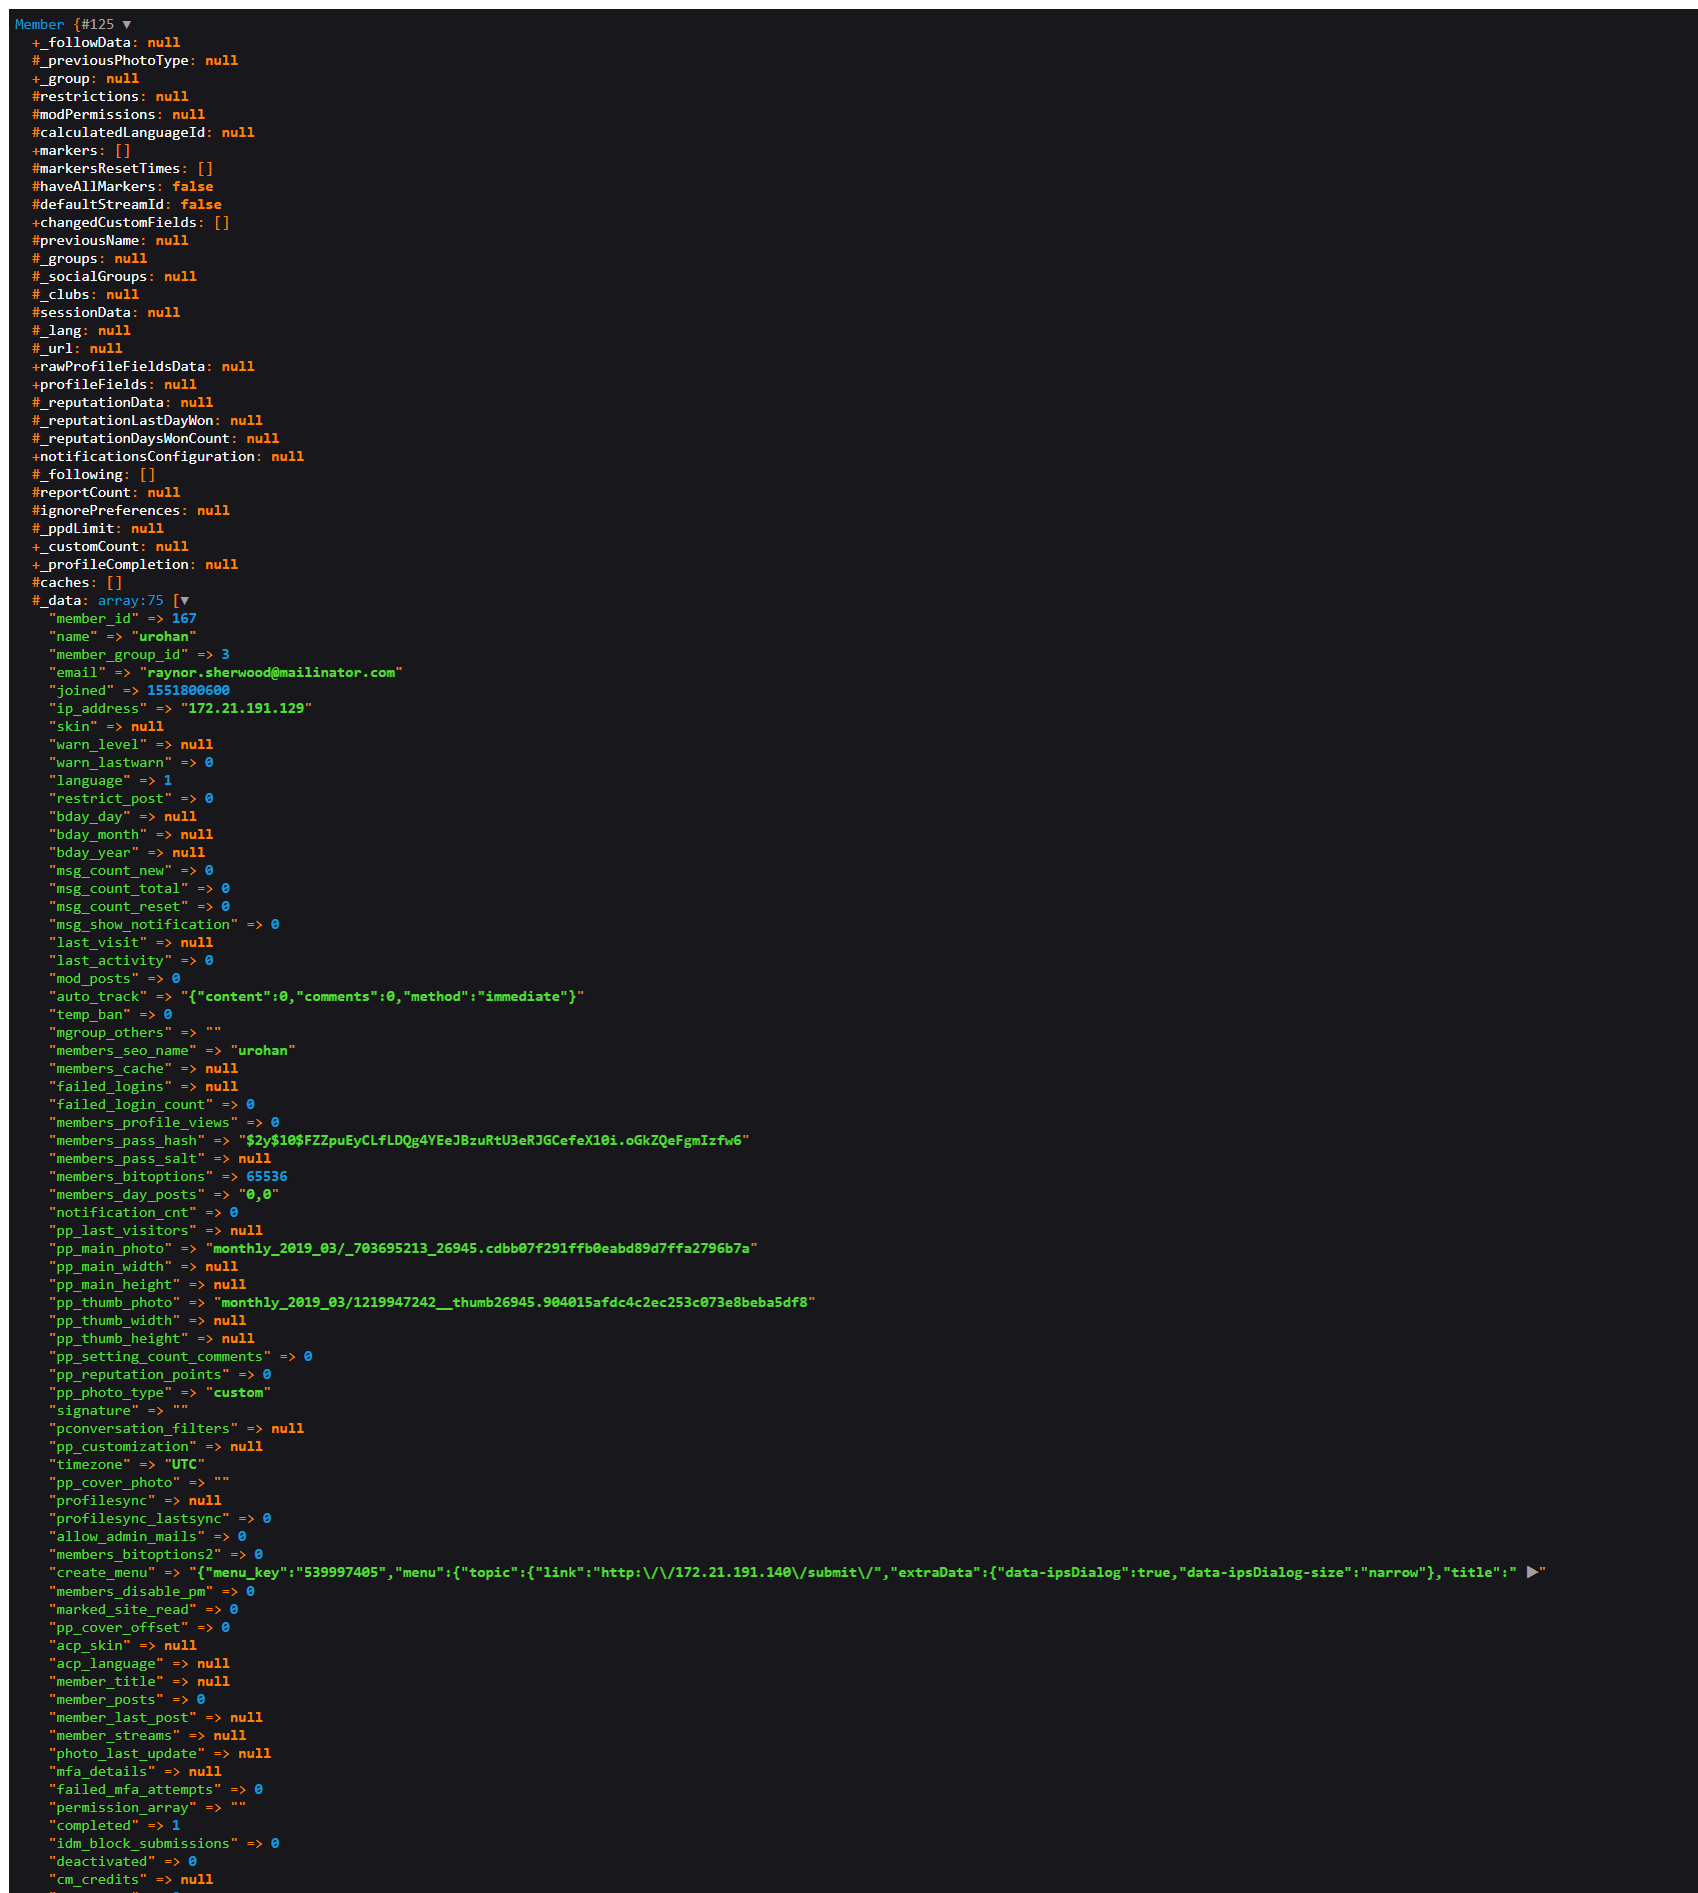 Member {#125 ▼
+_followData: null
#_previousPhotoType: null
+_group: null
#restrictions: null
#modPermissions: null
#calculatedLanguageId: null
+markers: []
#markersResetTimes: []
#haveAllMarkers: false
#defaultStreamId: false
+changedCustomFields: []
#previousName: null
#_groups: null
#_socialGroups: null
#_clubs: null
#sessionData: null
#_lang: null
#_url: null
+rawProfileFieldsData: null
+profileFields: null
#_reputationData: null
#_reputationLastDayWon: null
#_reputationDaysWonCount: null
+notificationsConfiguration: null
#_following: []
#reportCount: null
#ignorePreferences: null
#_ppdLimit: null
+_customCount: null
+_profileCompletion: null
#caches: []
#_data: array:75 [▼
"member_id" => 167
"name" => "urohan"
"member_group_id" => 3
"email" => "raynor.sherwood@mailinator.com"
"joined" => 1551800600
"ip_address" => "172.21.191.129"
"skin" => null
"warn_level" => null
"warn_lastwarn" => 0
"language" => 1
"restrict_post" => 0
"bday_day" => null
"bday_month" => null
"bday_year" => null
"msg_count_new" => 0
"msg_count_total" => 0
"msg_count_reset" => 0
"msg_show_notification" => 0
"last_visit" => null
"last_activity" => 0
"mod_posts" => 0
"auto_track" => "{"content":0,"comments":0,"method":"immediate"}"
"temp_ban" => 0
"mgroup_others" => ""
"members_seo_name" => "urohan"
"members_cache" => null
"failed_logins" => null
"failed_login_count" => 0
"members_profile_views" => 0
"members_pass_hash" => "$2y$10$FZZpuEyCLfLDQg4YEeJBzuRtU3eRJGCefeX10i.oGkZQeFgmIzfw6"
"members_pass_salt" => null
"members_bitoptions" => 65536
"members_day_posts" => "0,0"
"notification_cnt" => 0
"pp_last_visitors" => null
"pp_main_photo" => "monthly_2019_03/_703695213_26945.cdbb07f291ffb0eabd89d7ffa2796b7a"
"pp_main_width" => null
"pp_main_height" => null
"pp_thumb_photo" => "monthly_2019_03/1219947242__thumb26945.904015afdc4c2ec253c073e8beba5df8"
"pp_thumb_width" => null
"pp_thumb_height" => null
"pp_setting_count_comments" => 0
"pp_reputation_points" => 0
"pp_photo_type" => "custom"
"signature" => ""
"pconversation_filters" => null
"pp_customization" => null
"timezone" => "UTC"
"pp_cover_photo" => ""
"profilesync" => null
"profilesync_lastsync" => 0
"allow_admin_mails" => 0
"members_bitoptions2" => 0
"create_menu" => "{"menu_key":"539997405","menu":{"topic":{"link":"http:\/\/172.21.191.140\/submit\/","extraData":{"data-ipsDialog":true,"data-ipsDialog-size":"narrow"},"title":" ▶"
"members_disable_pm" => 0
"marked_site_read" => 0
"pp_cover_offset" => 0
"acp_skin" => null
"acp_language" => null
"member_title" => null
"member_posts" => 0
"member_last_post" => null
"member_streams" => null
"photo_last_update" => null
"mfa_details" => null
"failed_mfa_attempts" => 0
"permission_array" => ""
"completed" => 1
"idm_block_submissions" => 0
"deactivated" => 0
"cm_credits" => null